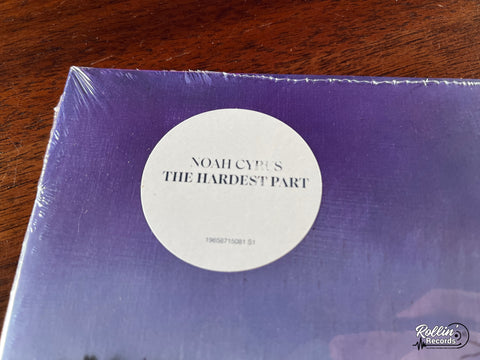 NOAH CYRUS
THE HARDEST PART
19658715081 S1
Rollin'
Records